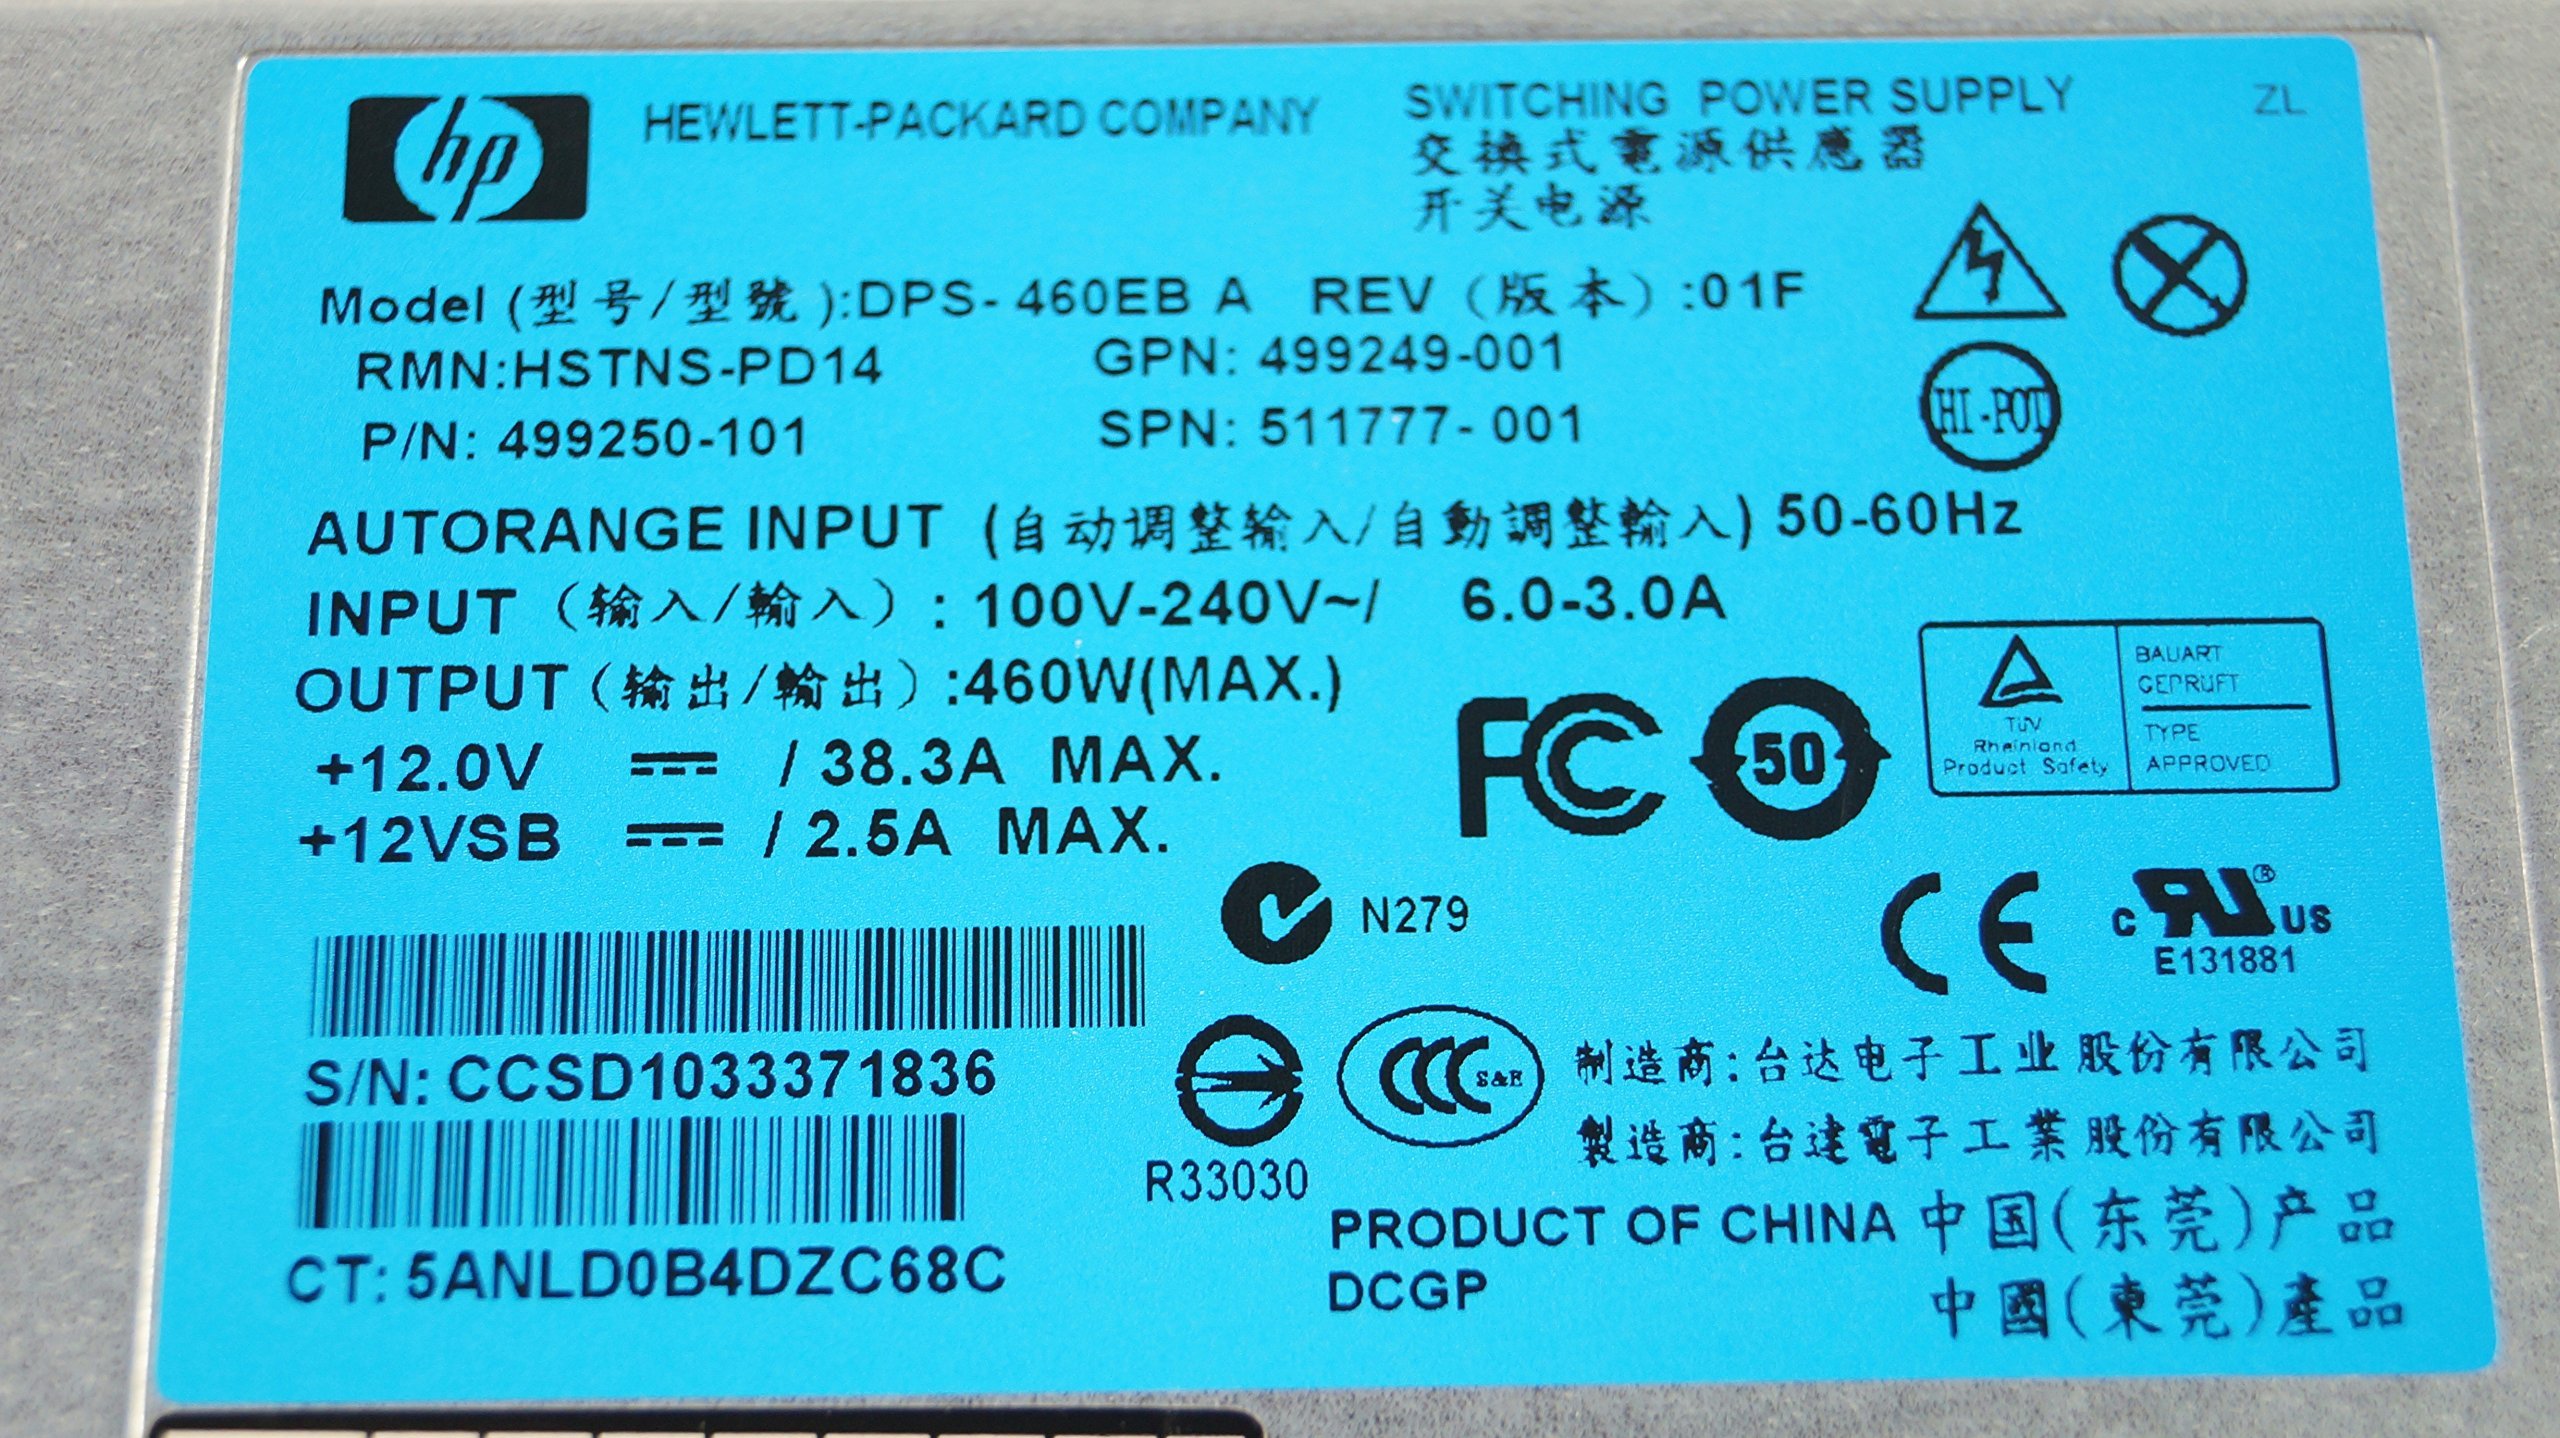 hp HEWLETT-PACKARD COMPANY
SWITCHING POWER SUPPLY ZL
交換式電源供應器
开关电源
Model (型号/型號):DPS-460EB A REV (版本):01F
RMN:HSTNS-PD14 GPN: 499249-001
P/N: 499250-101 SPN: 511777-001
HI-POT
AUTORANGE INPUT (自动调整输入/自動調整輸入) 50-60Hz
INPUT (输入/輸入): 100V-240V~/ 6.0-3.0A
OUTPUT (输出/輸出):460W(MAX.)
+12.0V ⎓ / 38.3A MAX.
+12VSB ⎓ / 2.5A MAX.
FC 50
TÜV
Rheinland
Product Safety
BAUART
GEPRUFT
TYPE
APPROVED
N279
CE
c RU ® US
E131881
S/N: CCSD1033371836
CT: 5ANLD0B4DZC68C
R33030
CCC S&E
制造商:台达电子工业股份有限公司
製造商:台達電子工業股份有限公司
PRODUCT OF CHINA 中国(东莞)产品
DCGP 中國(東莞)產品